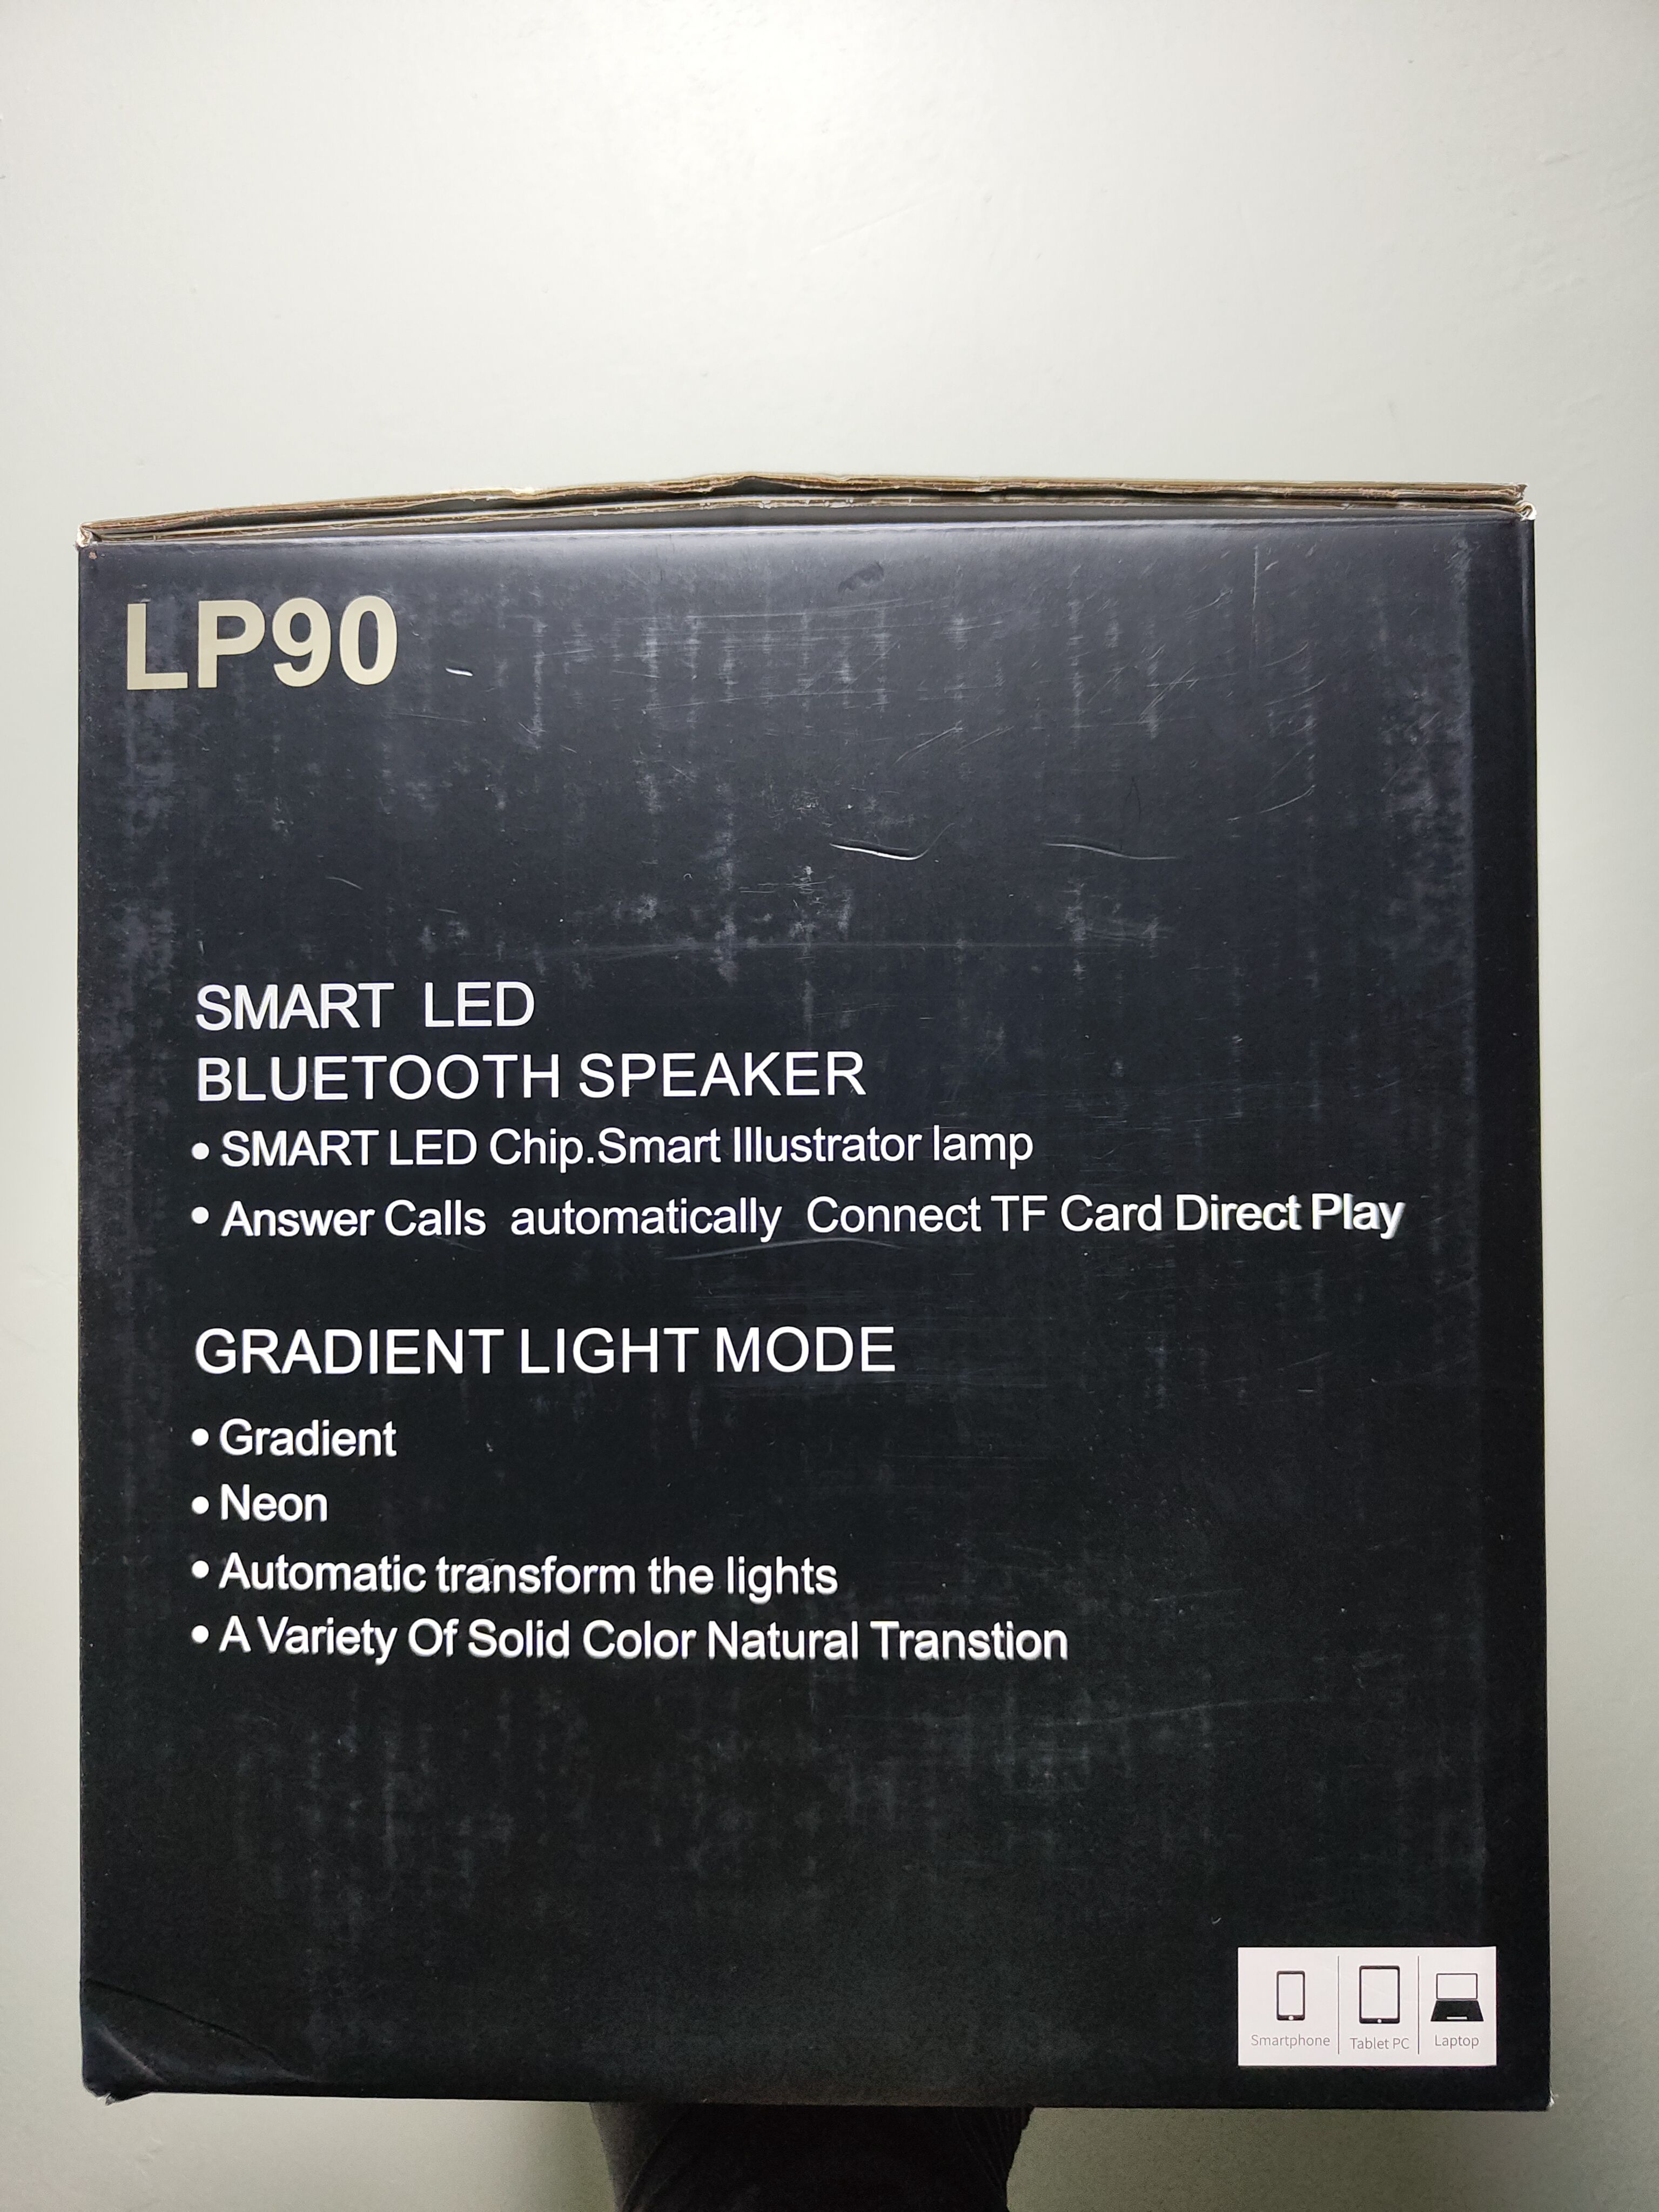 LP90
SMART LED
BLUETOOTH SPEAKER
• SMART LED Chip.Smart Illustrator lamp
• Answer Calls automatically Connect TF Card Direct Play
GRADIENT LIGHT MODE
• Gradient
• Neon
• Automatic transform the lights
• A Variety Of Solid Color Natural Transtion
Smartphone Tablet PC Laptop